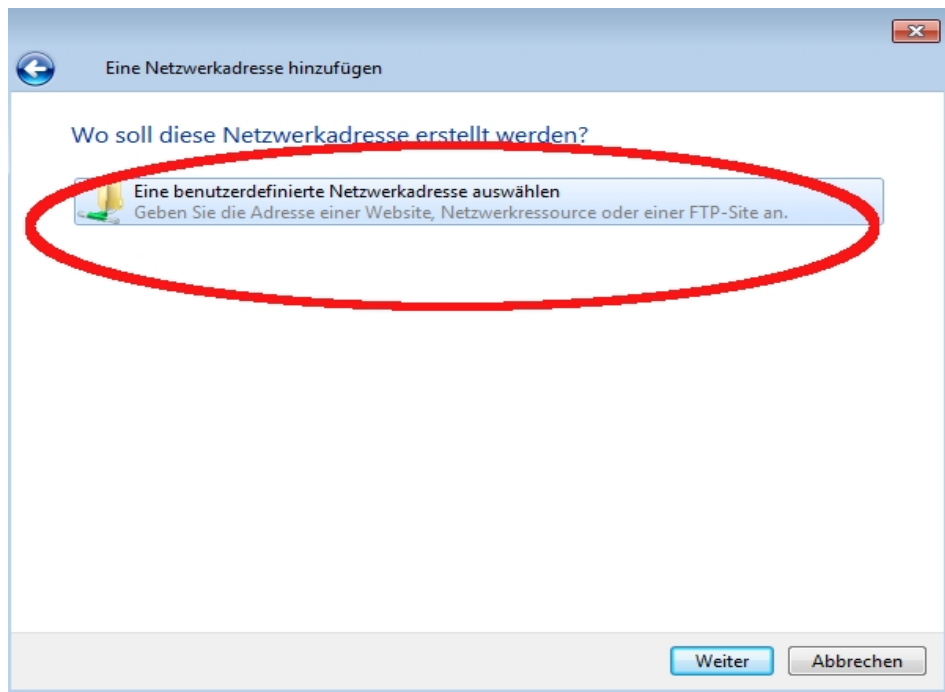 Eine Netzwerkadresse hinzufügen
Wo soll diese Netzwerkadresse erstellt werden?
Eine benutzerdefinierte Netzwerkadresse auswählen
Geben Sie die Adresse einer Website, Netzwerkressource oder einer FTP-Site an.
Weiter Abbrechen